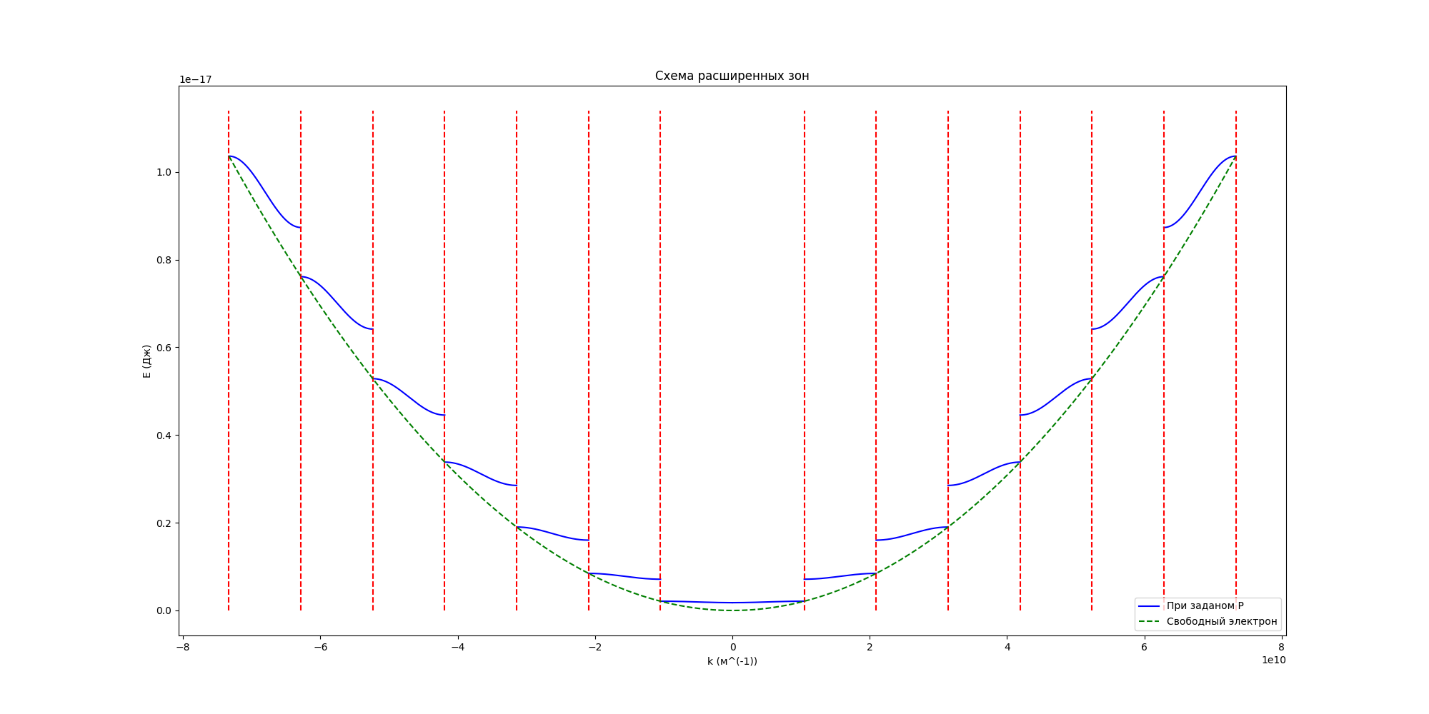 Схема расширенных зон
1e−17
1.0
0.8
0.6
0.4
0.2
0.0
E (Дж)
−8 −6 −4 −2 0 2 4 6 8
k (м^(-1))
1e10
При заданом P
Свободный электрон